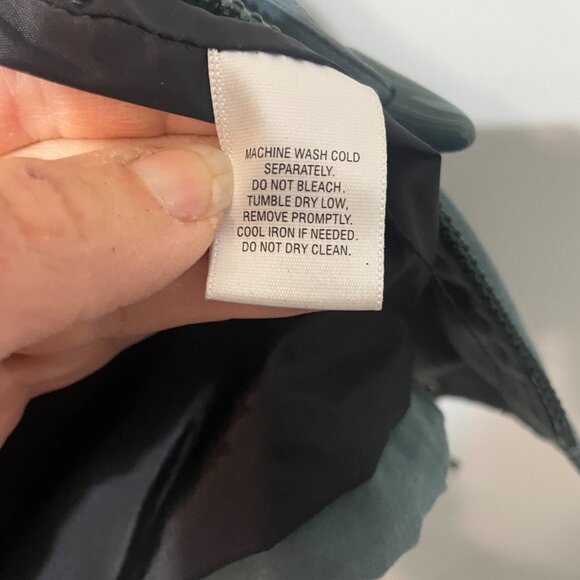 MACHINE WASH COLD
SEPARATELY.
DO NOT BLEACH.
TUMBLE DRY LOW,
REMOVE PROMPTLY.
COOL IRON IF NEEDED.
DO NOT DRY CLEAN.